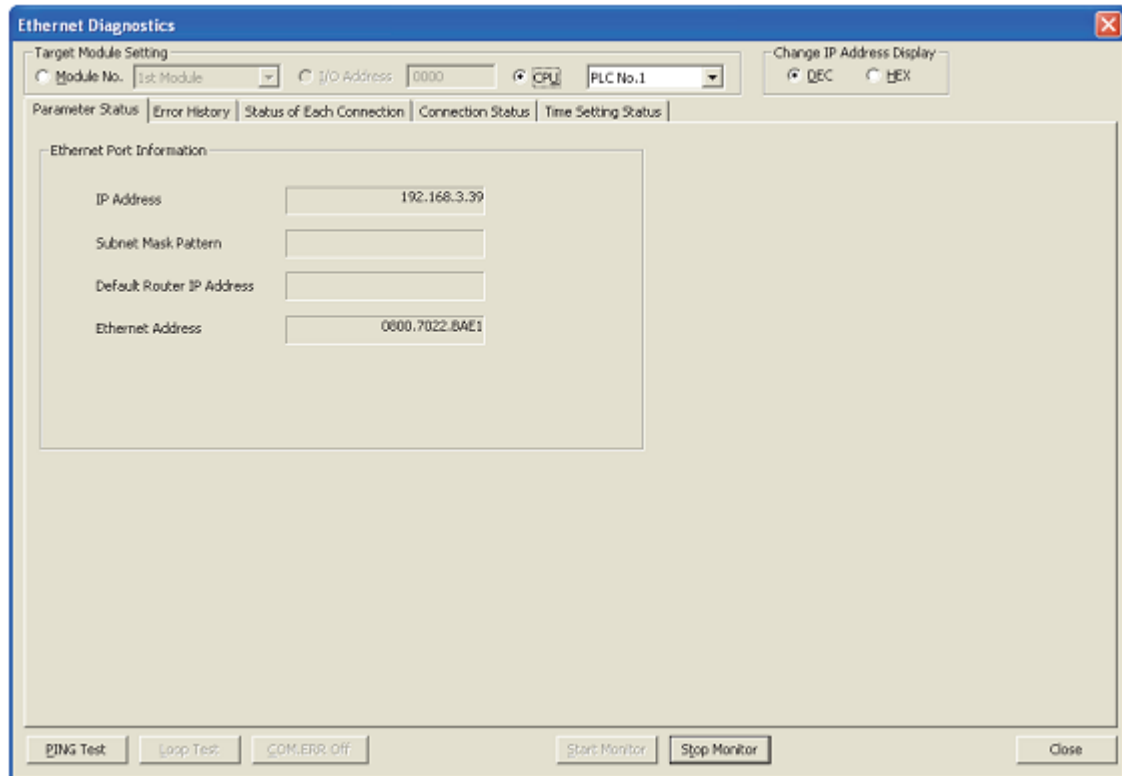 Ethernet Diagnostics
Target Module Setting
Module No. 1st Module I/O Address 0000 CPU PLC No.1
Change IP Address Display
DEC HEX
Parameter Status Error History Status of Each Connection Connection Status Time Setting Status
Ethernet Port Information
IP Address 192.168.3.39
Subnet Mask Pattern
Default Router IP Address
Ethernet Address 0800.7022.8AE1
PING Test Loop Test COM.ERR Off Start Monitor Stop Monitor Close